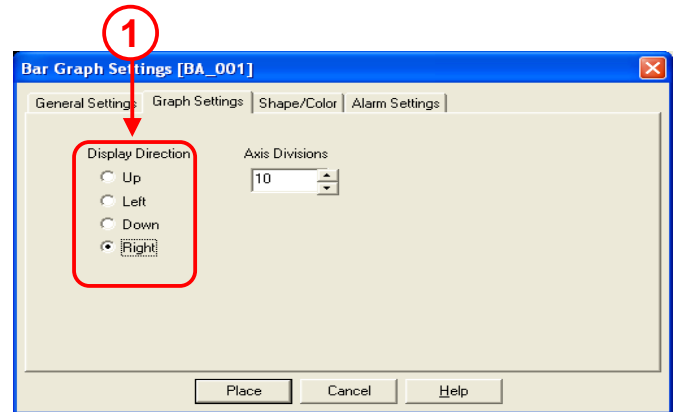 1
Bar Graph Settings [BA_001]
General Settings Graph Settings Shape/Color Alarm Settings
Display Direction Axis Divisions
Up 10
Left
Down
Right
Place Cancel Help